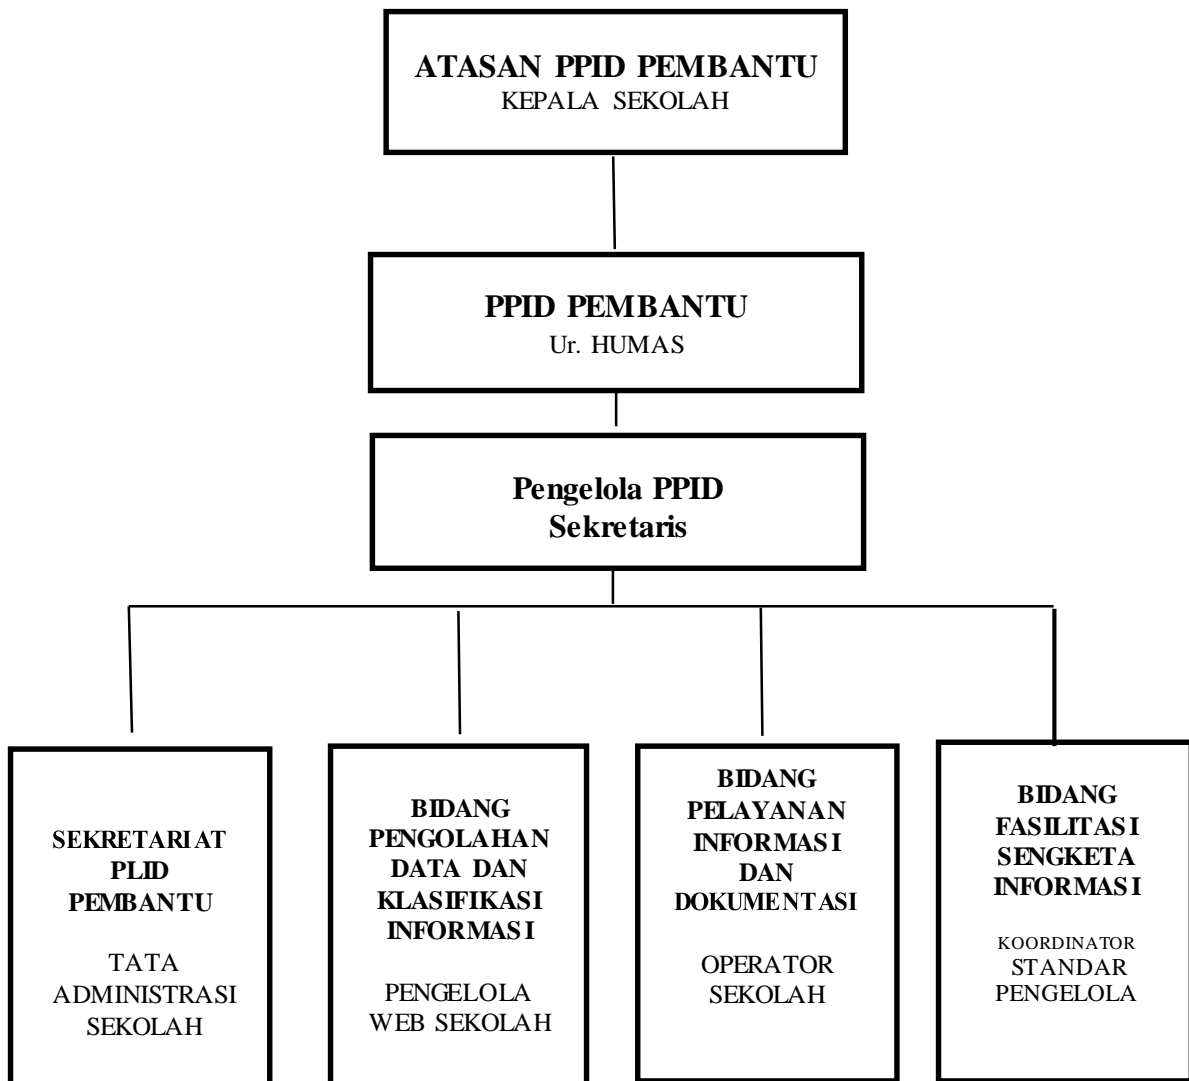 ATASAN PPID PEMBANTU
KEPALA SEKOLAH
PPID PEMBANTU
Ur. HUMAS
Pengelola PPID
Sekretaris
SEKRETARIAT
PLID
PEMBANTU
TATA
ADMINISTRASI
SEKOLAH
BIDANG
PENGOLAHAN
DATA DAN
KLASIFIKASI
INFORMASI
PENGELOLA
WEB SEKOLAH
BIDANG
PELAYANAN
INFORMASI
DAN
DOKUMENTASI
OPERATOR
SEKOLAH
BIDANG
FASILITASI
SENGKETA
INFORMASI
KOORDINATOR
STANDAR
PENGELOLA